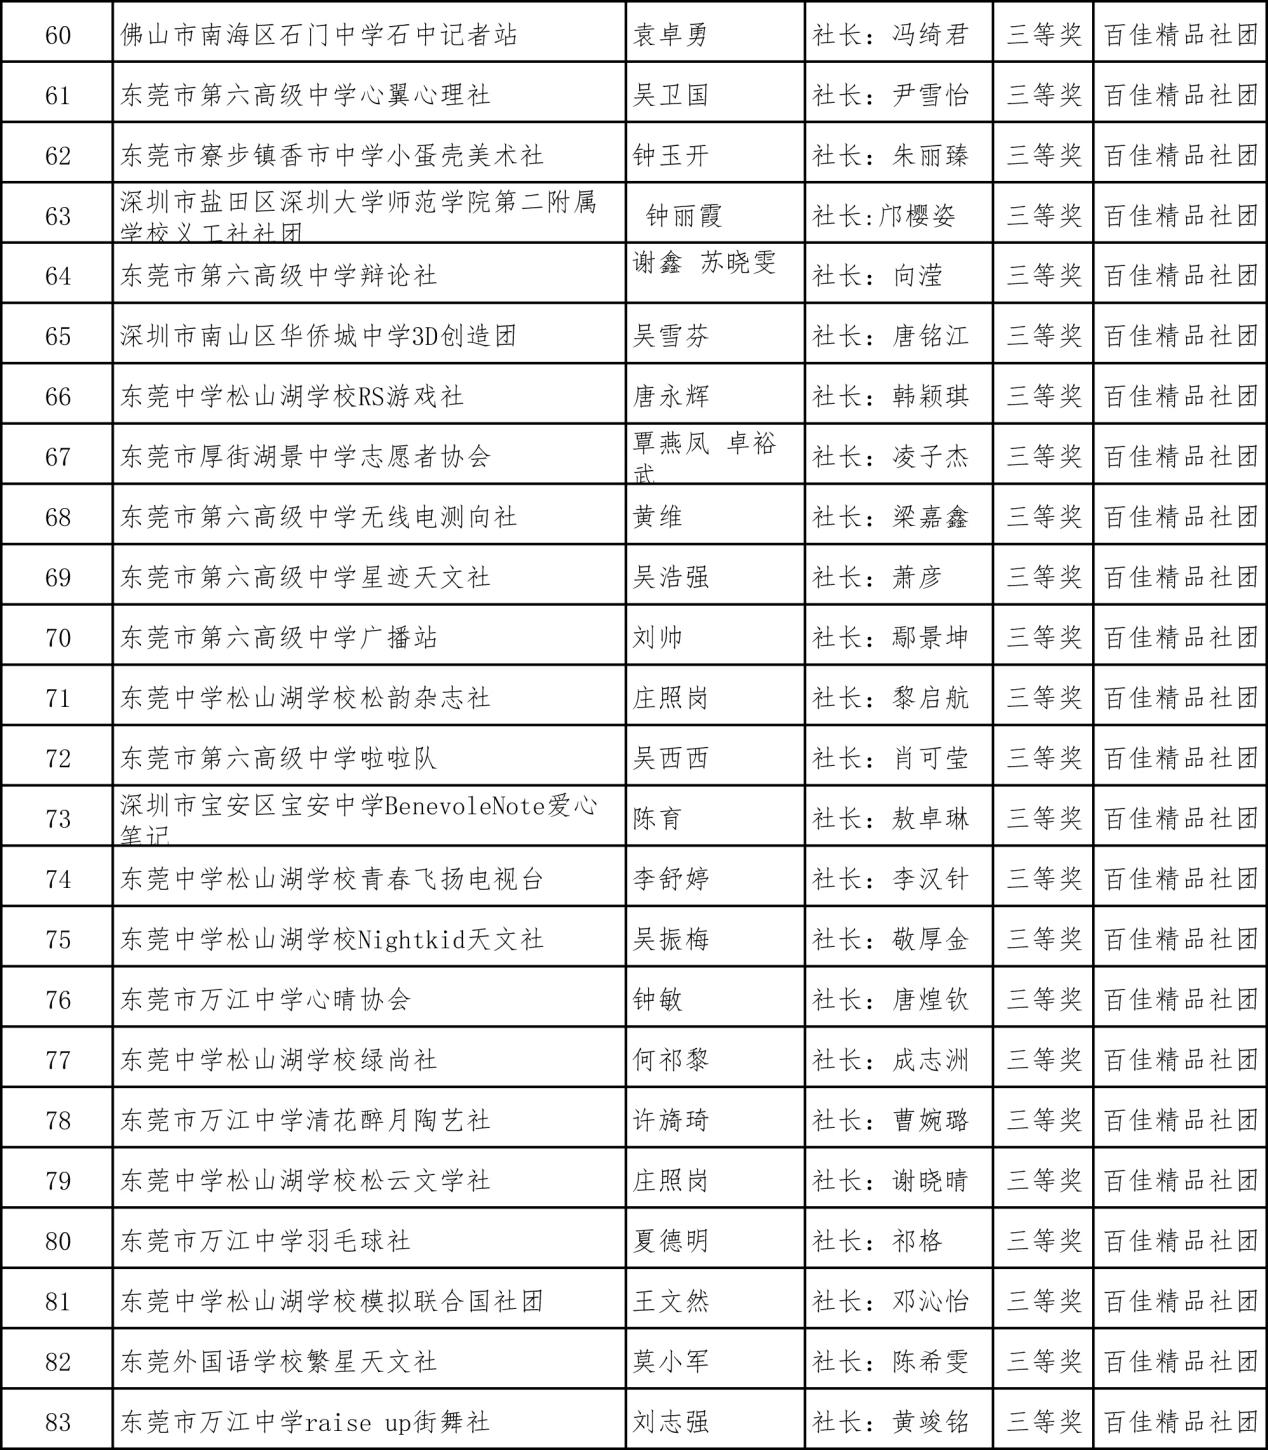 60 佛山市南海区石门中学石中记者站 袁卓勇 社长：冯绮君 三等奖 百佳精品社团
61 东莞市第六高级中学心翼心理社 吴卫国 社长：尹雪怡 三等奖 百佳精品社团
62 东莞市寮步镇香市中学小蛋壳美术社 钟玉开 社长：朱丽臻 三等奖 百佳精品社团
63 深圳市盐田区深圳大学师范学院第二附属
学校义工社社团 钟丽霞 社长:邝樱姿 三等奖 百佳精品社团
64 东莞市第六高级中学辩论社 谢鑫 苏晓雯 社长：向滢 三等奖 百佳精品社团
65 深圳市南山区华侨城中学3D创造团 吴雪芬 社长：唐铭江 三等奖 百佳精品社团
66 东莞中学松山湖学校RS游戏社 唐永辉 社长：韩颖琪 三等奖 百佳精品社团
67 东莞市厚街湖景中学志愿者协会 覃燕凤 卓裕
武 社长：凌子杰 三等奖 百佳精品社团
68 东莞市第六高级中学无线电测向社 黄维 社长：梁嘉鑫 三等奖 百佳精品社团
69 东莞市第六高级中学星迹天文社 吴浩强 社长：萧彦 三等奖 百佳精品社团
70 东莞市第六高级中学广播站 刘帅 社长：鄢景坤 三等奖 百佳精品社团
71 东莞中学松山湖学校松韵杂志社 庄照岗 社长：黎启航 三等奖 百佳精品社团
72 东莞市第六高级中学啦啦队 吴西西 社长：肖可莹 三等奖 百佳精品社团
73 深圳市宝安区宝安中学BenevoleNote爱心
笔记 陈育 社长：敖卓琳 三等奖 百佳精品社团
74 东莞中学松山湖学校青春飞扬电视台 李舒婷 社长：李汉针 三等奖 百佳精品社团
75 东莞中学松山湖学校Nightkid天文社 吴振梅 社长：敬厚金 三等奖 百佳精品社团
76 东莞市万江中学心晴协会 钟敏 社长：唐煌钦 三等奖 百佳精品社团
77 东莞中学松山湖学校绿尚社 何祁黎 社长：成志洲 三等奖 百佳精品社团
78 东莞市万江中学清花醉月陶艺社 许旖琦 社长：曹婉璐 三等奖 百佳精品社团
79 东莞中学松山湖学校松云文学社 庄照岗 社长：谢晓晴 三等奖 百佳精品社团
80 东莞市万江中学羽毛球社 夏德明 社长：祁格 三等奖 百佳精品社团
81 东莞中学松山湖学校模拟联合国社团 王文然 社长：邓沁怡 三等奖 百佳精品社团
82 东莞外国语学校繁星天文社 莫小军 社长：陈希雯 三等奖 百佳精品社团
83 东莞市万江中学raise up街舞社 刘志强 社长：黄竣铭 三等奖 百佳精品社团